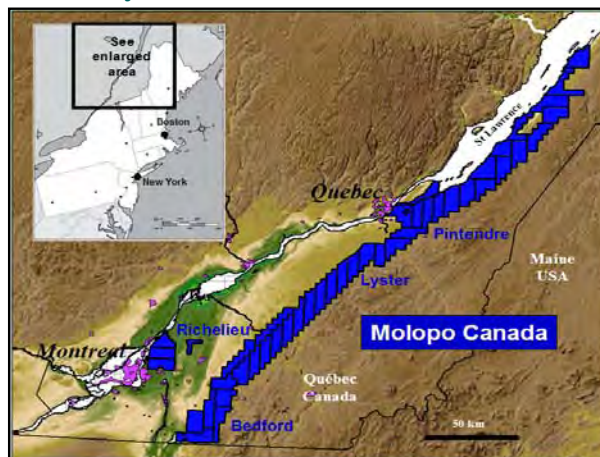 See
enlarged
area
Boston
New York
St Lawrence
Quebec
Pintendre
Maine
USA
Lyster
Molopo Canada
Richelieu
Montreal
Québec
Canada
Bedford
50 km